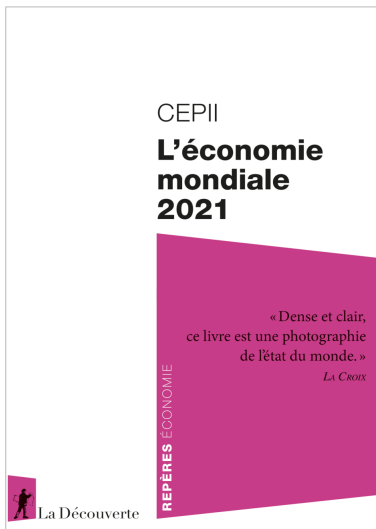 CEPII
L’économie
mondiale
2021
« Dense et clair,
ce livre est une photographie
de l’état du monde. »
La Croix
REPÈRES ÉCONOMIE
La Découverte